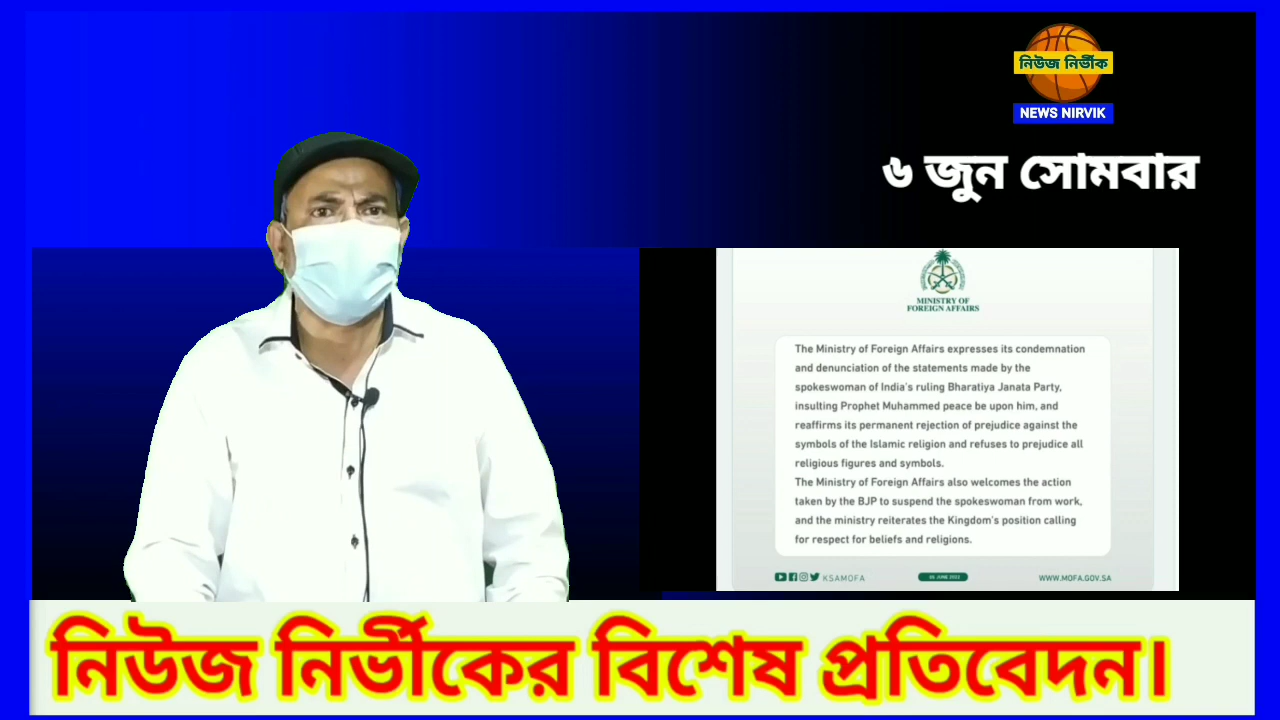 নিউজ নির্ভীক
NEWS NIRVIK
৬ জুন সোমবার
MINISTRY OF
FOREIGN AFFAIRS
The Ministry of Foreign Affairs expresses its condemnation
and denunciation of the statements made by the
spokeswoman of India's ruling Bharatiya Janata Party,
insulting Prophet Muhammed peace be upon him, and
reaffirms its permanent rejection of prejudice against the
symbols of the Islamic religion and refuses to prejudice all
religious figures and symbols.
The Ministry of Foreign Affairs also welcomes the action
taken by the BJP to suspend the spokeswoman from work,
and the ministry reiterates the Kingdom's position calling
for respect for beliefs and religions.
KSAMOFA
JUNE 2022
WWW.MOFA.GOV.SA
নিউজ নির্ভীকের বিশেষ প্রতিবেদন।